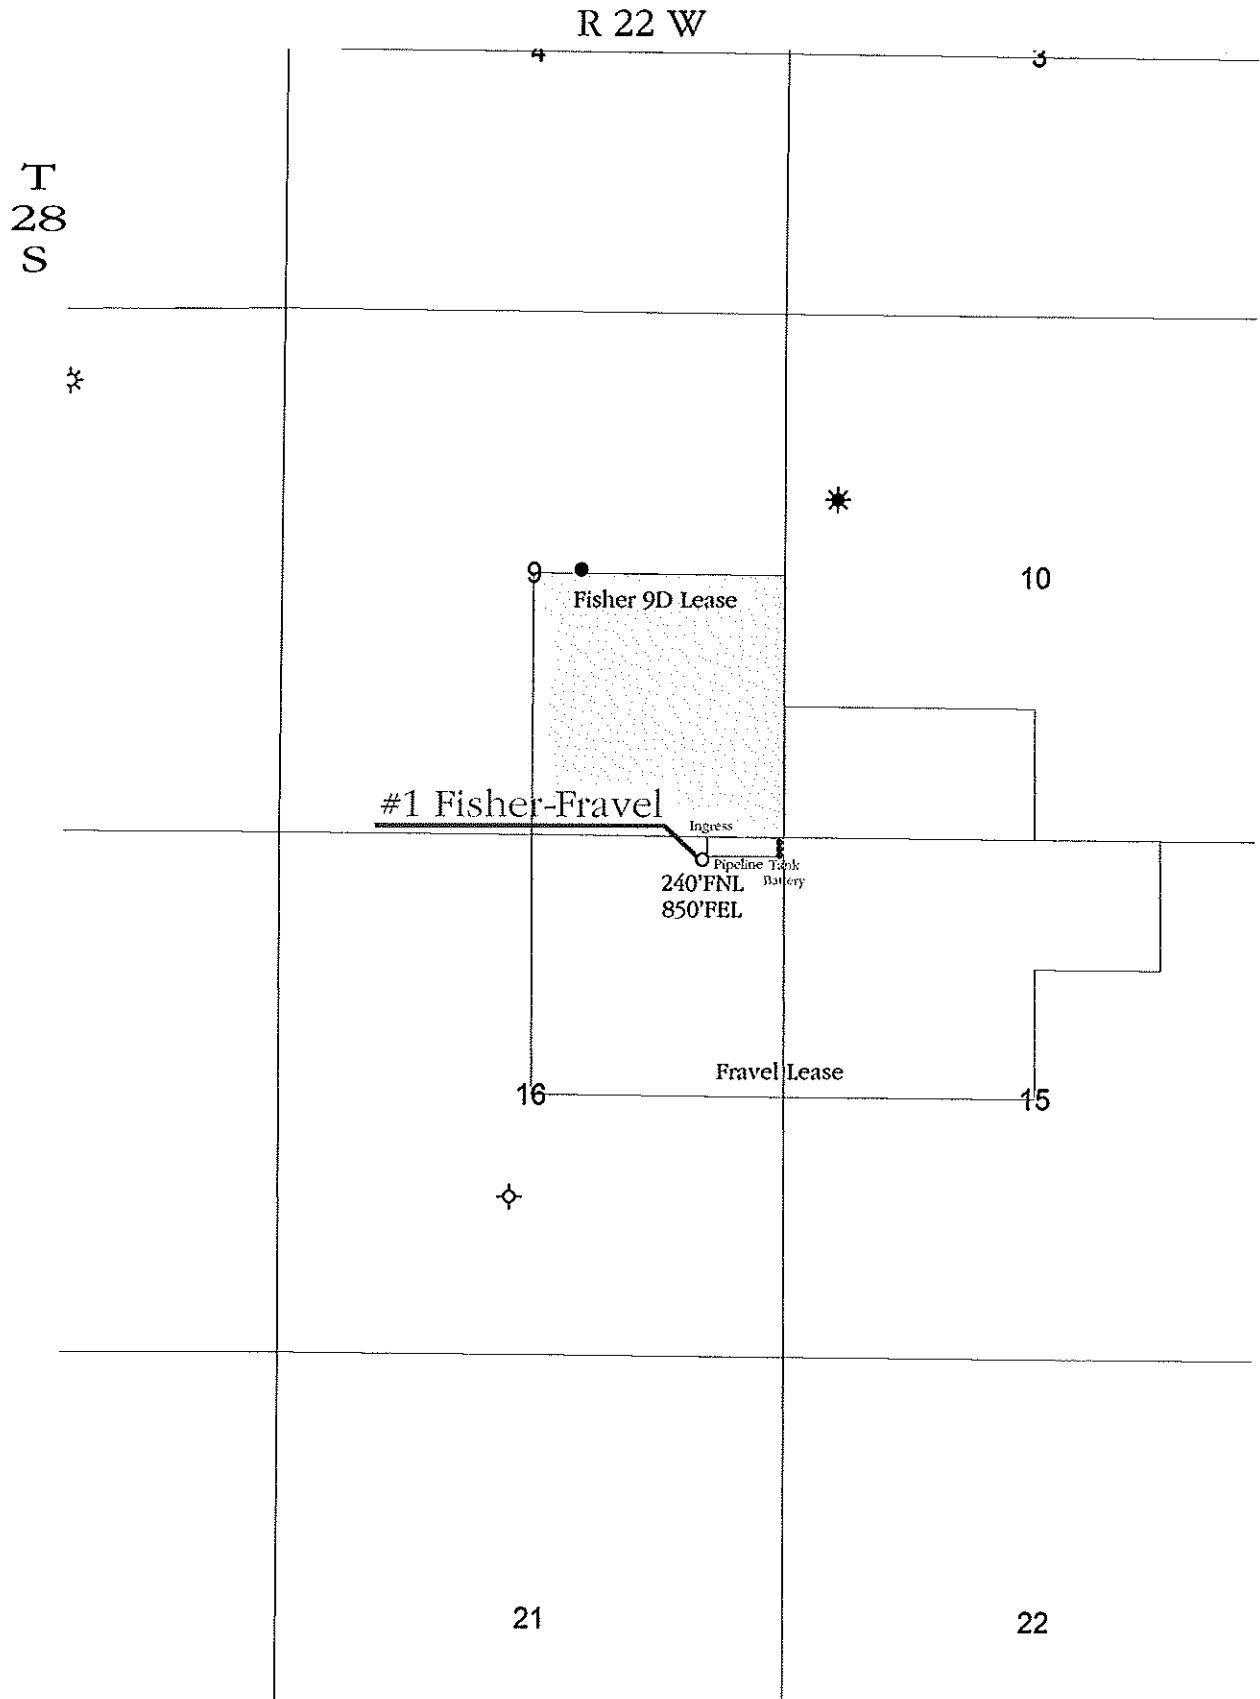 R 22 W
4
3
T
28
S
9
10
Fisher 9D Lease
#1 Fisher-Fravel
Ingress
Pipeline Tank
Battery
240'FNL
850'FEL
Fravel Lease
16
15
21
22